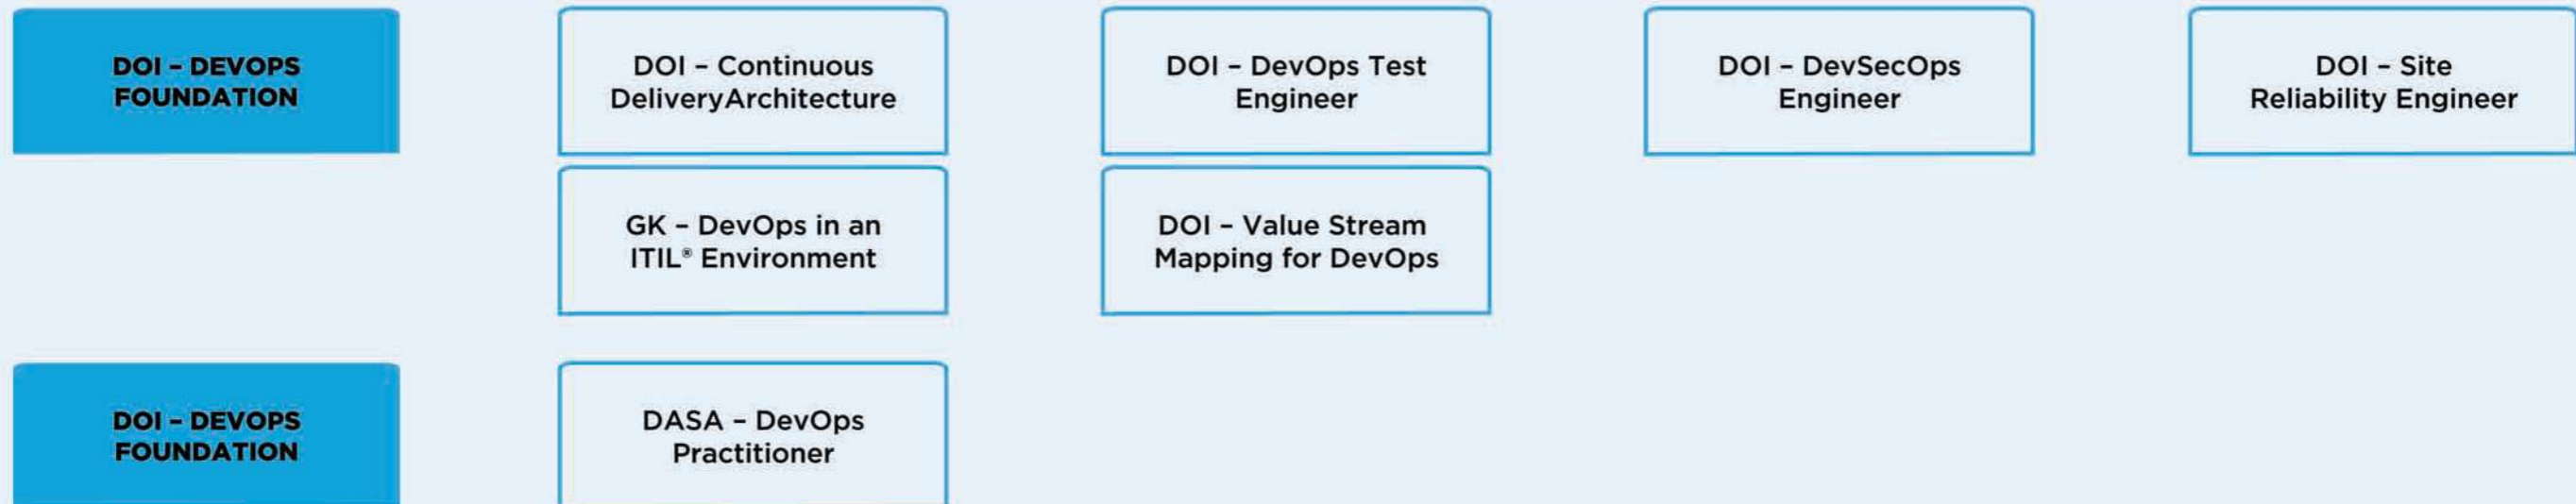 DOI – DEVOPS
FOUNDATION
DOI – Continuous
DeliveryArchitecture
DOI – DevOps Test
Engineer
DOI – DevSecOps
Engineer
DOI – Site
Reliability Engineer
GK – DevOps in an
ITIL® Environment
DOI – Value Stream
Mapping for DevOps
DOI – DEVOPS
FOUNDATION
DASA – DevOps
Practitioner